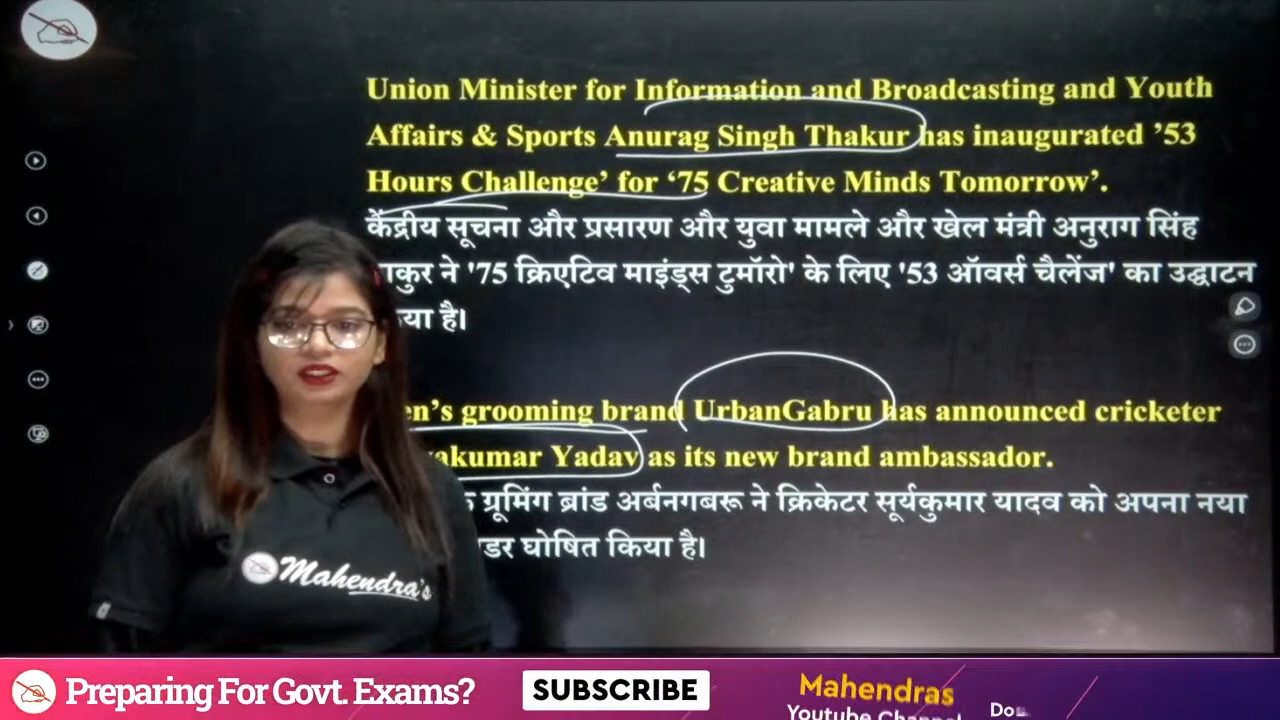 Union Minister for Information and Broadcasting and Youth
Affairs & Sports Anurag Singh Thakur has inaugurated ’53
Hours Challenge’ for ‘75 Creative Minds Tomorrow’.
केंद्रीय सूचना और प्रसारण और युवा मामले और खेल मंत्री अनुराग सिंह
ने '75 क्रिएटिव माइंड्स टुमॉरो' के लिए '53 ऑवर्स चैलेंज' का उद्घाटन
है।
grooming brand UrbanGabru has announced cricketer
Yadav as its new brand ambassador.
ग्रूमिंग ब्रांड अर्बनगबरू ने क्रिकेटर सूर्यकुमार यादव को अपना नया
घोषित किया है।
Mahendra's
Preparing For Govt. Exams?
SUBSCRIBE
Mahendras
Youtube Channel